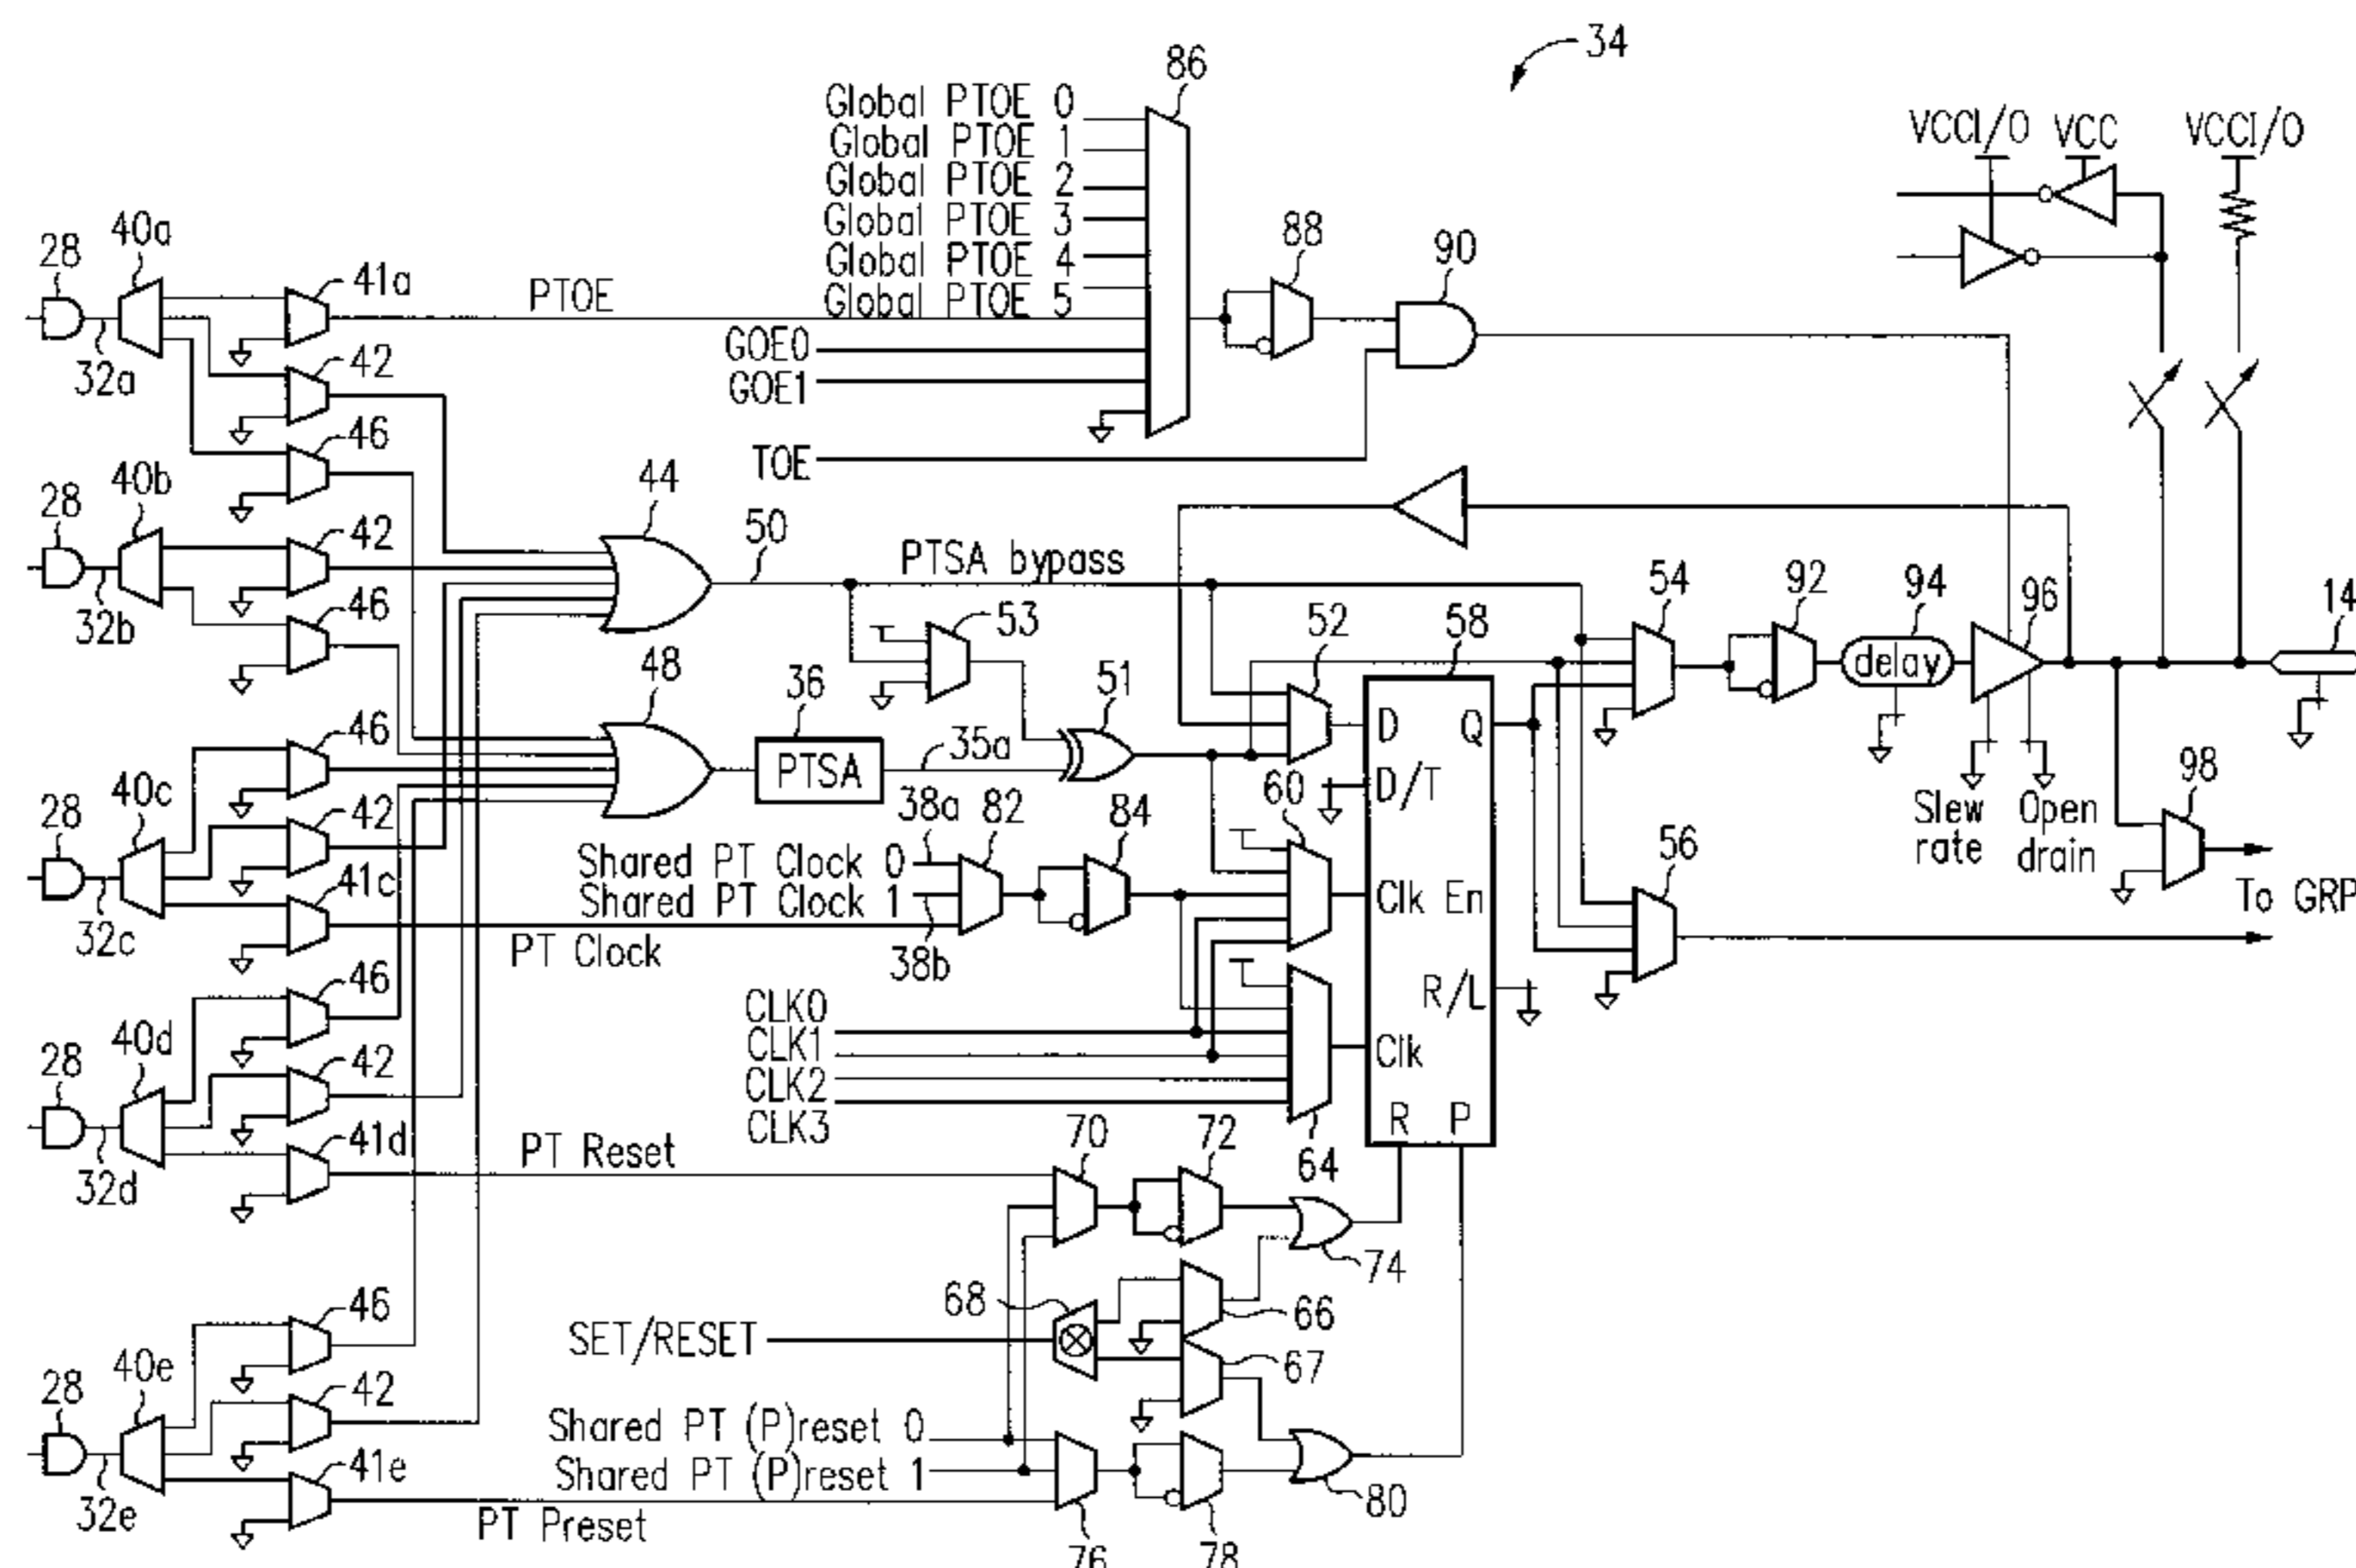 34
86
Global PTOE 0
Global PTOE 1
Global PTOE 2
Global PTOE 3
Global PTOE 4
Global PTOE 5
VCCI/O VCC VCCI/O
28 40a 41a PTOE 88 90
32a 42 GOE0
GOE1
46 TOE
28 40b 42 44 50 PTSA bypass
32b 46 53 52 58 54 92 94 96 14
48 36 35a 51 delay
PTSA D Q
D/T
28 40c 46 38a 82 84 60 Slew rate Open drain 98
42 Shared PT Clock 0
Shared PT Clock 1 Clk En 56 To GRP
32c 41c PT Clock 38b
46 R/L
CLK0
28 40d 42 CLK1 Clk
CLK2
CLK3 R P
32d 41d PT Reset 70 72 64
74
46 68 66
SET/RESET 67
28 40e 42 Shared PT (P)reset 0
Shared PT (P)reset 1
32e 41e PT Preset 76 78 80